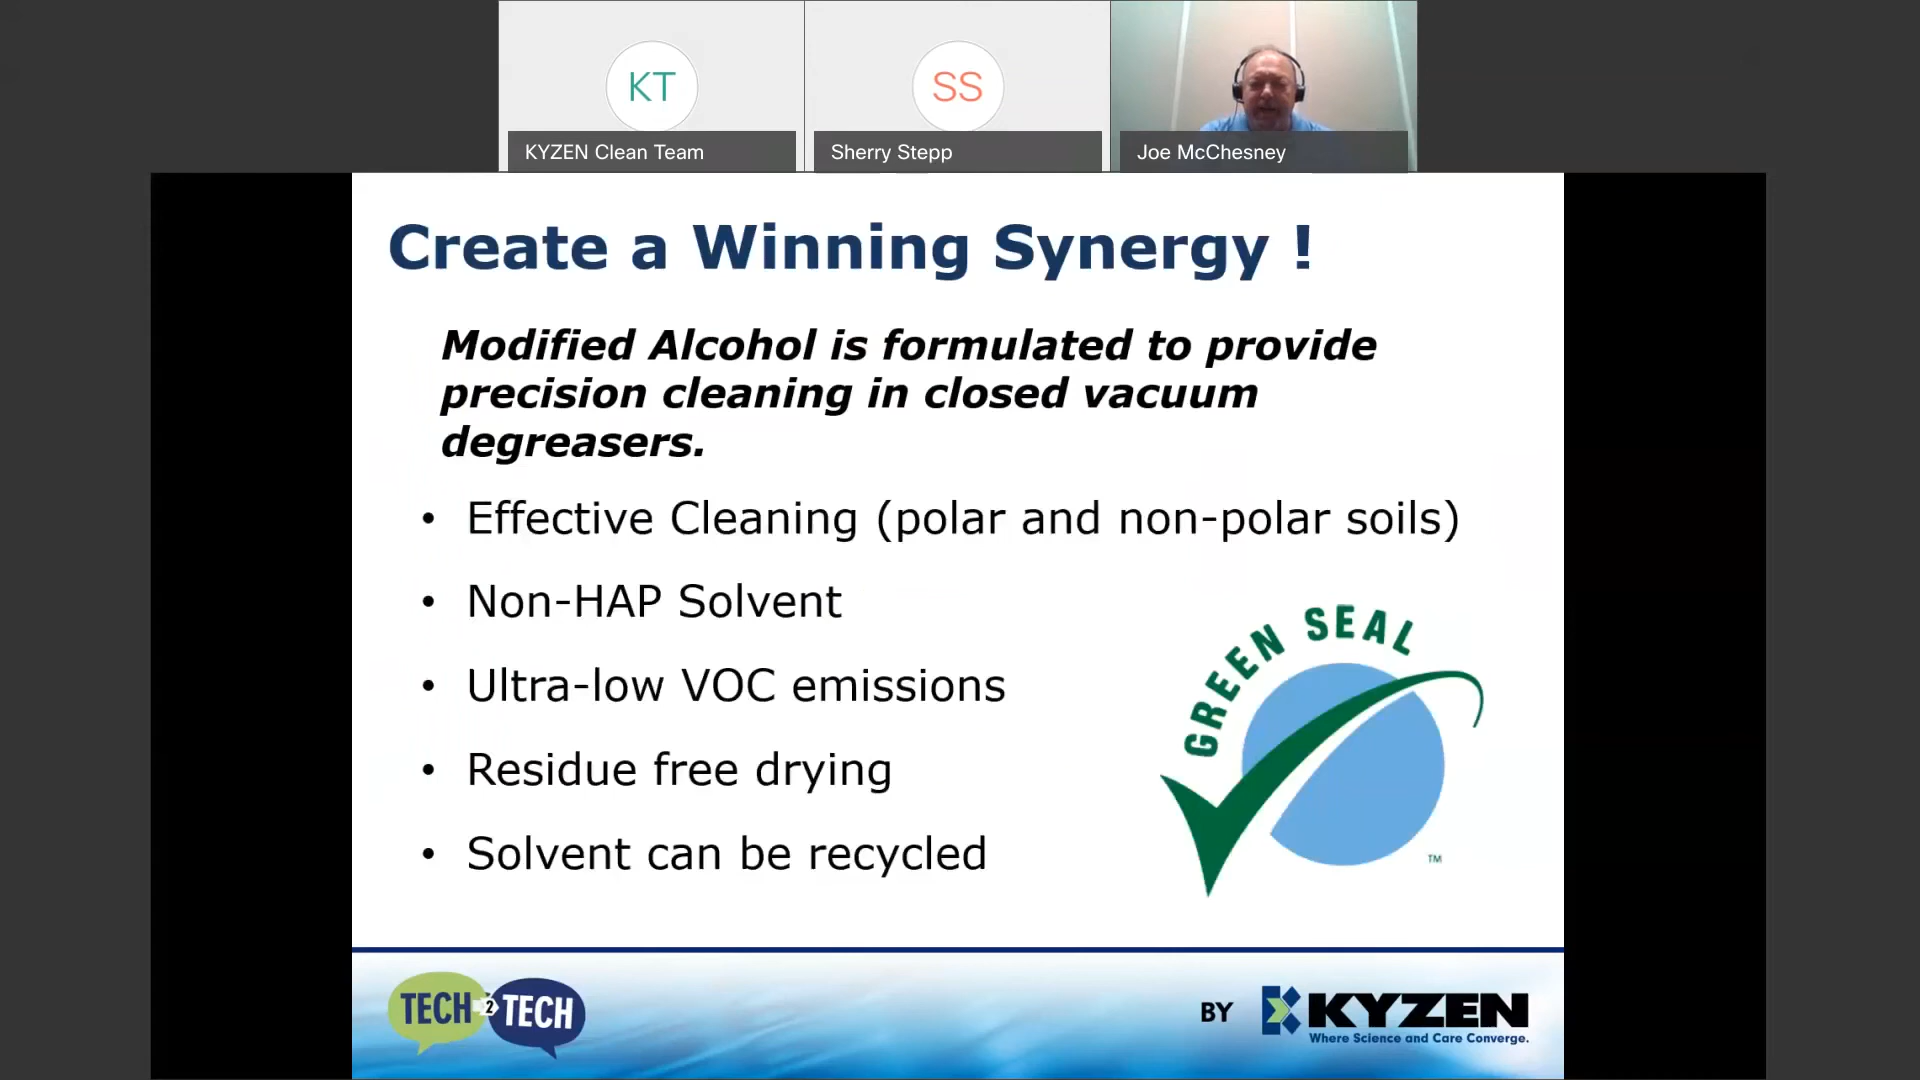 KT
SS
KYZEN Clean Team
Sherry Stepp
Joe McChesney
Create a Winning Synergy !
Modified Alcohol is formulated to provide
precision cleaning in closed vacuum
degreasers.
• Effective Cleaning (polar and non-polar soils)
• Non-HAP Solvent
• Ultra-low VOC emissions
• Residue free drying
• Solvent can be recycled
GREEN SEAL
TM
TECH 2 TECH
BY KYZEN
Where Science and Care Converge.